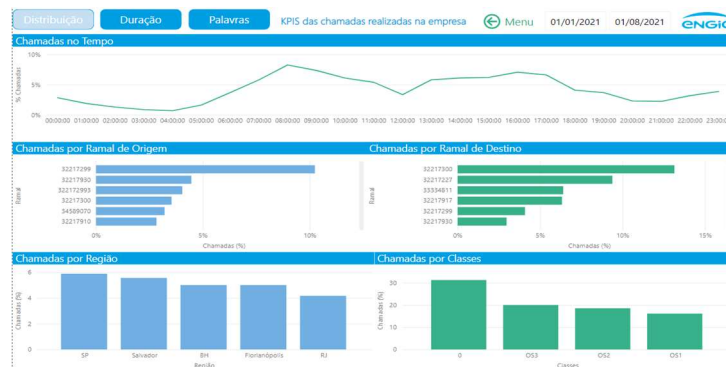 Distribuição Duração Palavras KPIS das chamadas realizadas na empresa Menu 01/01/2021 01/08/2021 ENGIE
Chamadas no Tempo
10%
5%
0%
% Chamadas
00:00:00 01:00:00 02:00:00 03:00:00 04:00:00 05:00:00 06:00:00 07:00:00 08:00:00 09:00:00 10:00:00 11:00:00 12:00:00 13:00:00 14:00:00 15:00:00 16:00:00 17:00:00 18:00:00 19:00:00 20:00:00 21:00:00 22:00:00 23:00:0
Chamadas por Ramal de Origem
Ramal
32217299
32217930
322172993
32217300
54589070
32217910
0% 5% 10%
Chamadas (%)
Chamadas por Ramal de Destino
Ramal
32217300
32217227
33334811
32217917
32217299
32217930
0% 5% 10% 15%
Chamadas (%)
Chamadas por Região
Chamadas (%)
6
4
2
0
SP Salvador BH Florianópolis RJ
Região
Chamadas por Classes
Chamadas (%)
30
20
10
0
0 OS3 OS2 OS1
Classes